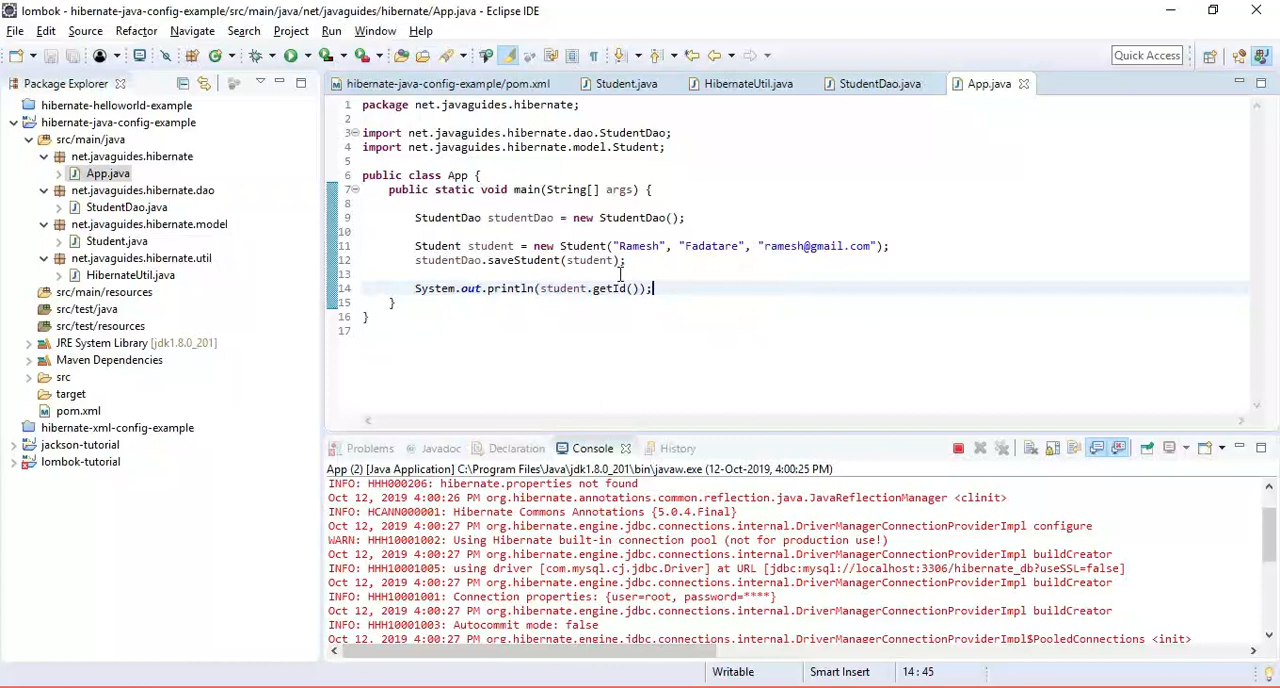 lombok - hibernate-java-config-example/src/main/java/net/javaguides/hibernate/App.java - Eclipse IDE
File Edit Source Refactor Navigate Search Project Run Window Help
Quick Access
Package Explorer
hibernate-helloworld-example
hibernate-java-config-example
src/main/java
net.javaguides.hibernate
App.java
net.javaguides.hibernate.dao
StudentDao.java
net.javaguides.hibernate.model
Student.java
net.javaguides.hibernate.util
HibernateUtil.java
src/main/resources
src/test/java
src/test/resources
JRE System Library [jdk1.8.0_201]
Maven Dependencies
src
target
pom.xml
hibernate-xml-config-example
jackson-tutorial
lombok-tutorial
hibernate-java-config-example/pom.xml Student.java HibernateUtil.java StudentDao.java App.java
1 package net.javaguides.hibernate;
2
3 import net.javaguides.hibernate.dao.StudentDao;
4 import net.javaguides.hibernate.model.Student;
5
6 public class App {
7 public static void main(String[] args) {
8
9 StudentDao studentDao = new StudentDao();
10
11 Student student = new Student("Ramesh", "Fadatare", "ramesh@gmail.com");
12 studentDao.saveStudent(student);
13
14 System.out.println(student.getId());
15 }
16 }
17
Problems Javadoc Declaration Console History
App (2) [Java Application] C:\Program Files\Java\jdk1.8.0_201\bin\javaw.exe (12-Oct-2019, 4:00:25 PM)
INFO: HHH000206: hibernate.properties not found
Oct 12, 2019 4:00:26 PM org.hibernate.annotations.common.reflection.java.JavaReflectionManager <clinit>
INFO: HCANN000001: Hibernate Commons Annotations {5.0.4.Final}
Oct 12, 2019 4:00:27 PM org.hibernate.engine.jdbc.connections.internal.DriverManagerConnectionProviderImpl configure
WARN: HHH10001002: Using Hibernate built-in connection pool (not for production use!)
Oct 12, 2019 4:00:27 PM org.hibernate.engine.jdbc.connections.internal.DriverManagerConnectionProviderImpl buildCreator
INFO: HHH10001005: using driver [com.mysql.cj.jdbc.Driver] at URL [jdbc:mysql://localhost:3306/hibernate_db?useSSL=false]
Oct 12, 2019 4:00:27 PM org.hibernate.engine.jdbc.connections.internal.DriverManagerConnectionProviderImpl buildCreator
INFO: HHH10001001: Connection properties: {user=root, password=****}
Oct 12, 2019 4:00:27 PM org.hibernate.engine.jdbc.connections.internal.DriverManagerConnectionProviderImpl buildCreator
INFO: HHH10001003: Autocommit mode: false
Oct 12, 2019 4:00:27 PM org.hibernate.engine.jdbc.connections.internal.DriverManagerConnectionProviderImpl$PooledConnections <init>
Writable Smart Insert 14 : 45